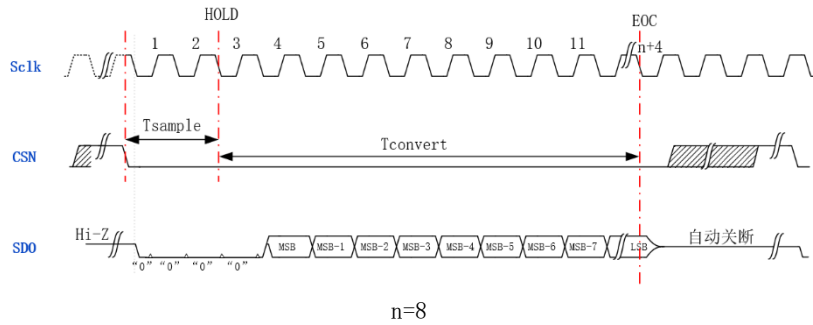 HOLD
EOC
1 2 3 4 5 6 7 8 9 10 11 n+4
Sclk
Tsample
Tconvert
CSN
Hi-Z
自动关断
SDO
MSB MSB-1 MSB-2 MSB-3 MSB-4 MSB-5 MSB-6 MSB-7 LSB
“0” “0” “0” “0”
n=8